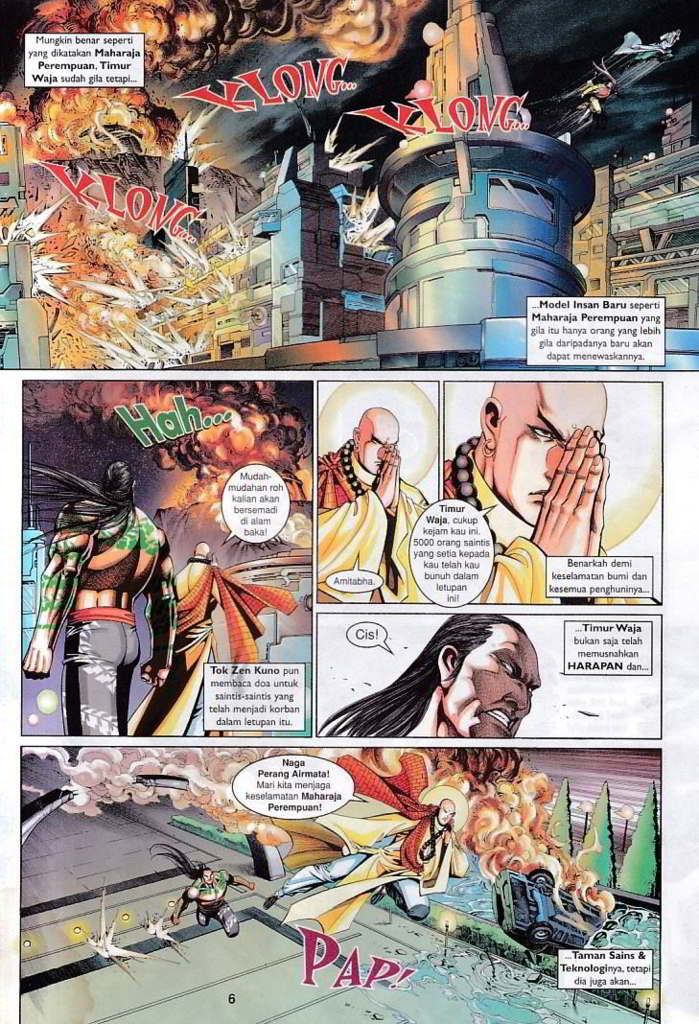 Mungkin benar seperti
yang dikatakan Maharaja
Perempuan, Timur
Waja sudah gila tetapi...
KLONG...
KLONG...
KLONG...
...Model Insan Baru seperti
Maharaja Perempuan yang
gila itu hanya orang yang lebih
gila daripadanya baru akan
dapat menewaskannya.
Hah...
Mudah-
mudahan roh
kalian akan
bersemadi
di alam
baka!
Tok Zen Kuno pun
membaca doa untuk
saintis-saintis yang
telah menjadi korban
dalam letupan itu.
Amitabha.
Timur
Waja, cukup
kejam kau ini.
5000 orang saintis
yang setia kepada
kau telah kau
bunuh dalam
letupan
ini!
Benarkah demi
keselamatan bumi dan
kesemua penghuninya...
Cis!
...Timur Waja
bukan saja telah
memusnahkan
HARAPAN dan...
Naga
Perang Airmata!
Mari kita menjaga
keselamatan Maharaja
Perempuan!
PAP!
...Taman Sains &
Teknologinya, tetapi
dia juga akan...
6